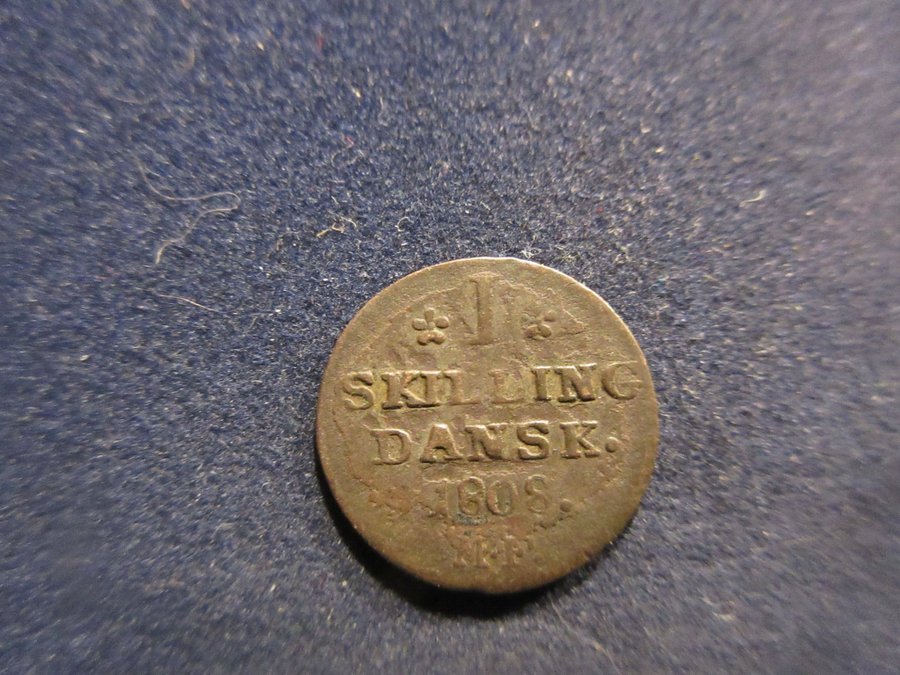 1
SKILLING
DANSK.
1808.